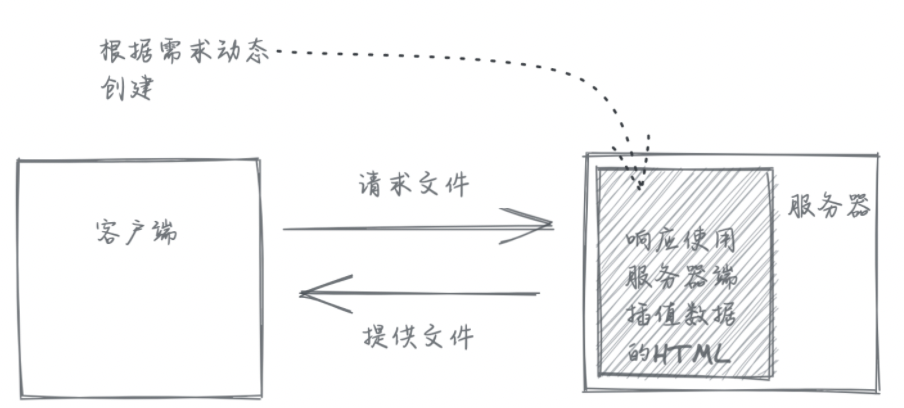 根据需求动态
创建
请求文件
客户端
服务器
响应使用
服务器端
插值数据
的HTML
提供文件